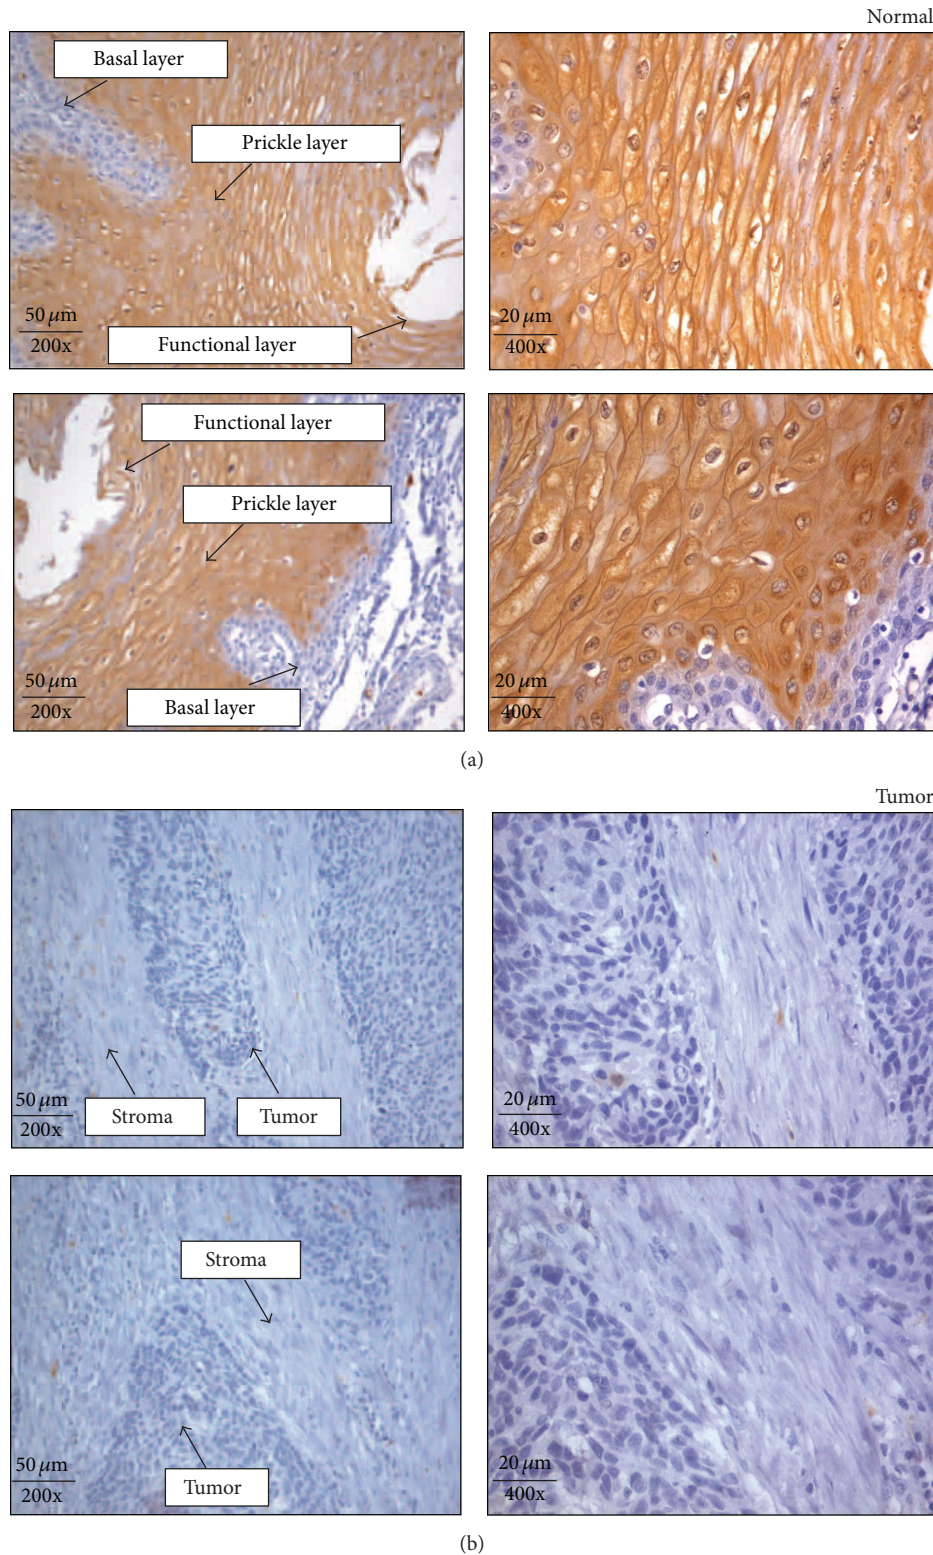 Normal
Basal layer
Prickle layer
50 μm
200x
Functional layer
20 μm
400x
Functional layer
Prickle layer
50 μm
200x
Basal layer
20 μm
400x
(a)
Tumor
50 μm
200x
Stroma
Tumor
20 μm
400x
Stroma
50 μm
200x
Tumor
20 μm
400x
(b)